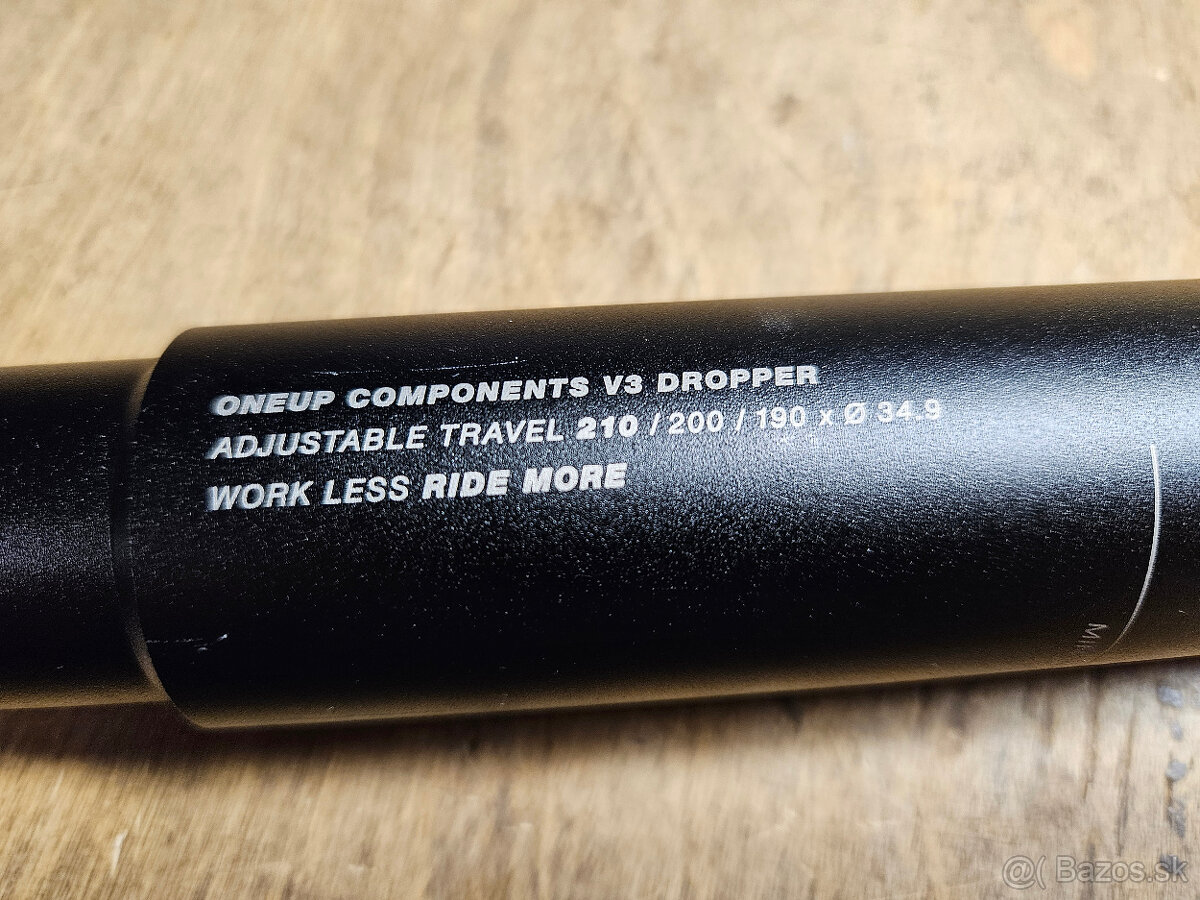 ONEUP COMPONENTS V3 DROPPER
ADJUSTABLE TRAVEL 210 / 200 / 190 x Ø 34.9
WORK LESS RIDE MORE
@( Bazos.sk